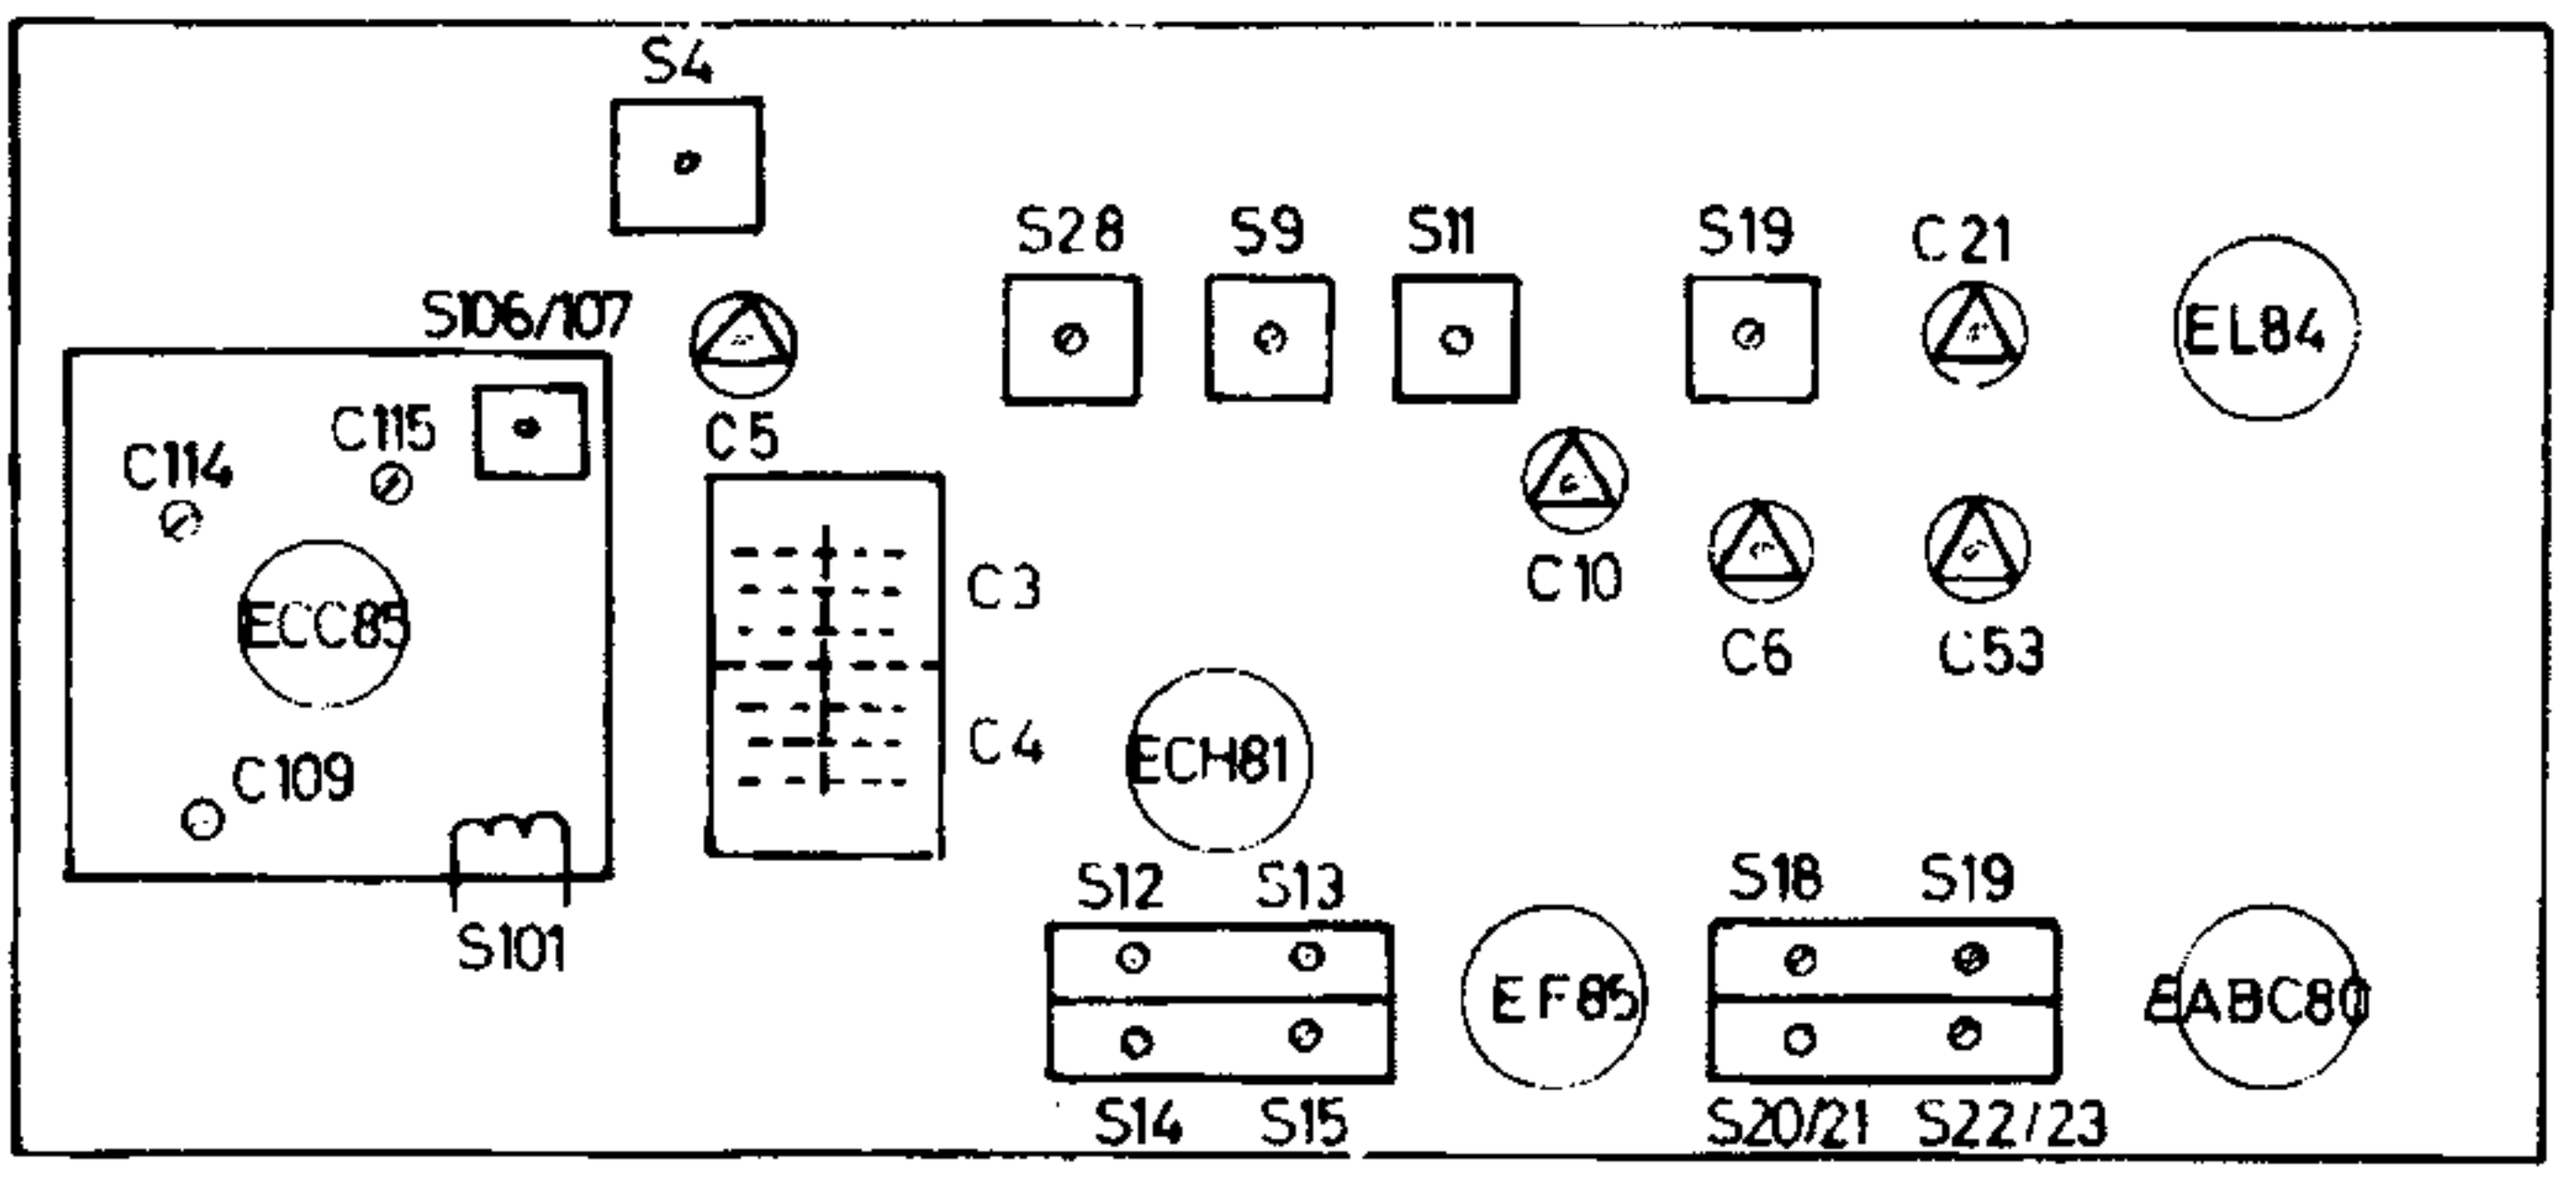 S4
S28 S9 S11 S19 C21
S106/107
EL84
C115 C5
C114
C3
C10
ECC85
C6 C53
C4
ECH81
C109
S12 S13 S18 S19
S101
EF85 EABC80
S14 S15 S20/21 S22/23